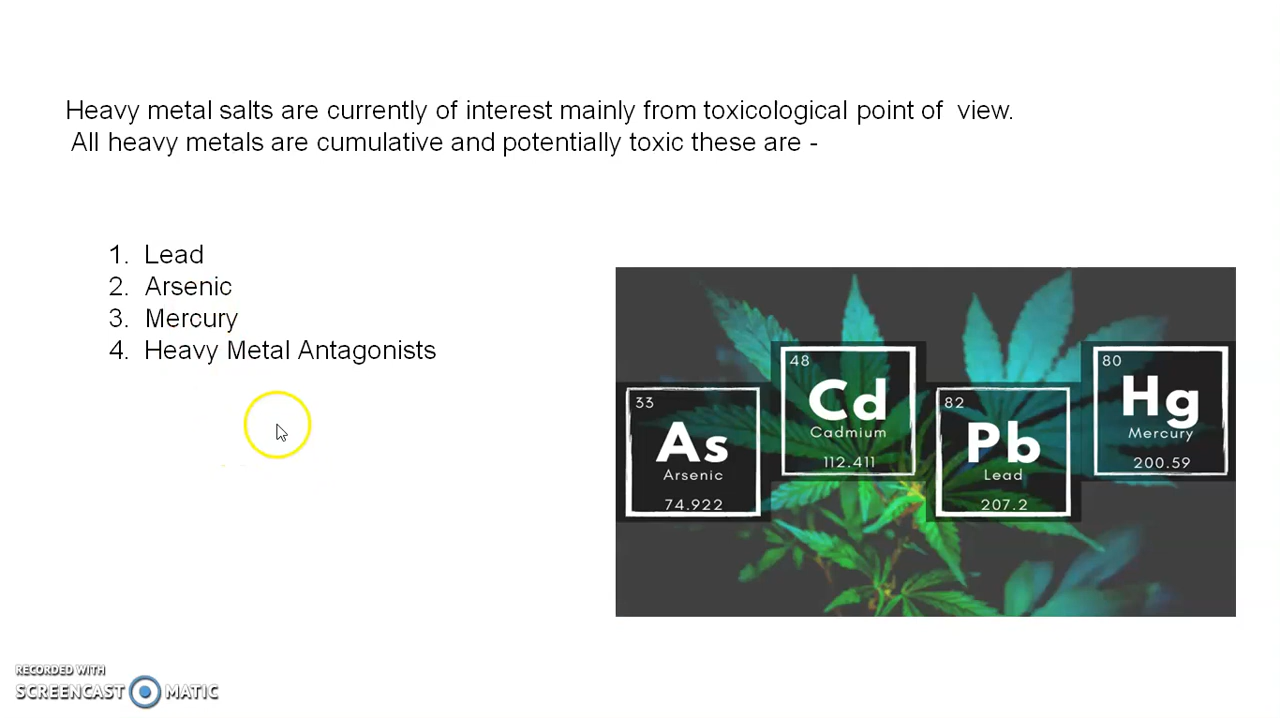 Heavy metal salts are currently of interest mainly from toxicological point of  view.
All heavy metals are cumulative and potentially toxic these are -
1. Lead
2. Arsenic
3. Mercury
4. Heavy Metal Antagonists
33
As
Arsenic
74.922
48
Cd
Cadmium
112.411
82
Pb
Lead
207.2
80
Hg
Mercury
200.59
RECORDED WITH
SCREENCAST MATIC